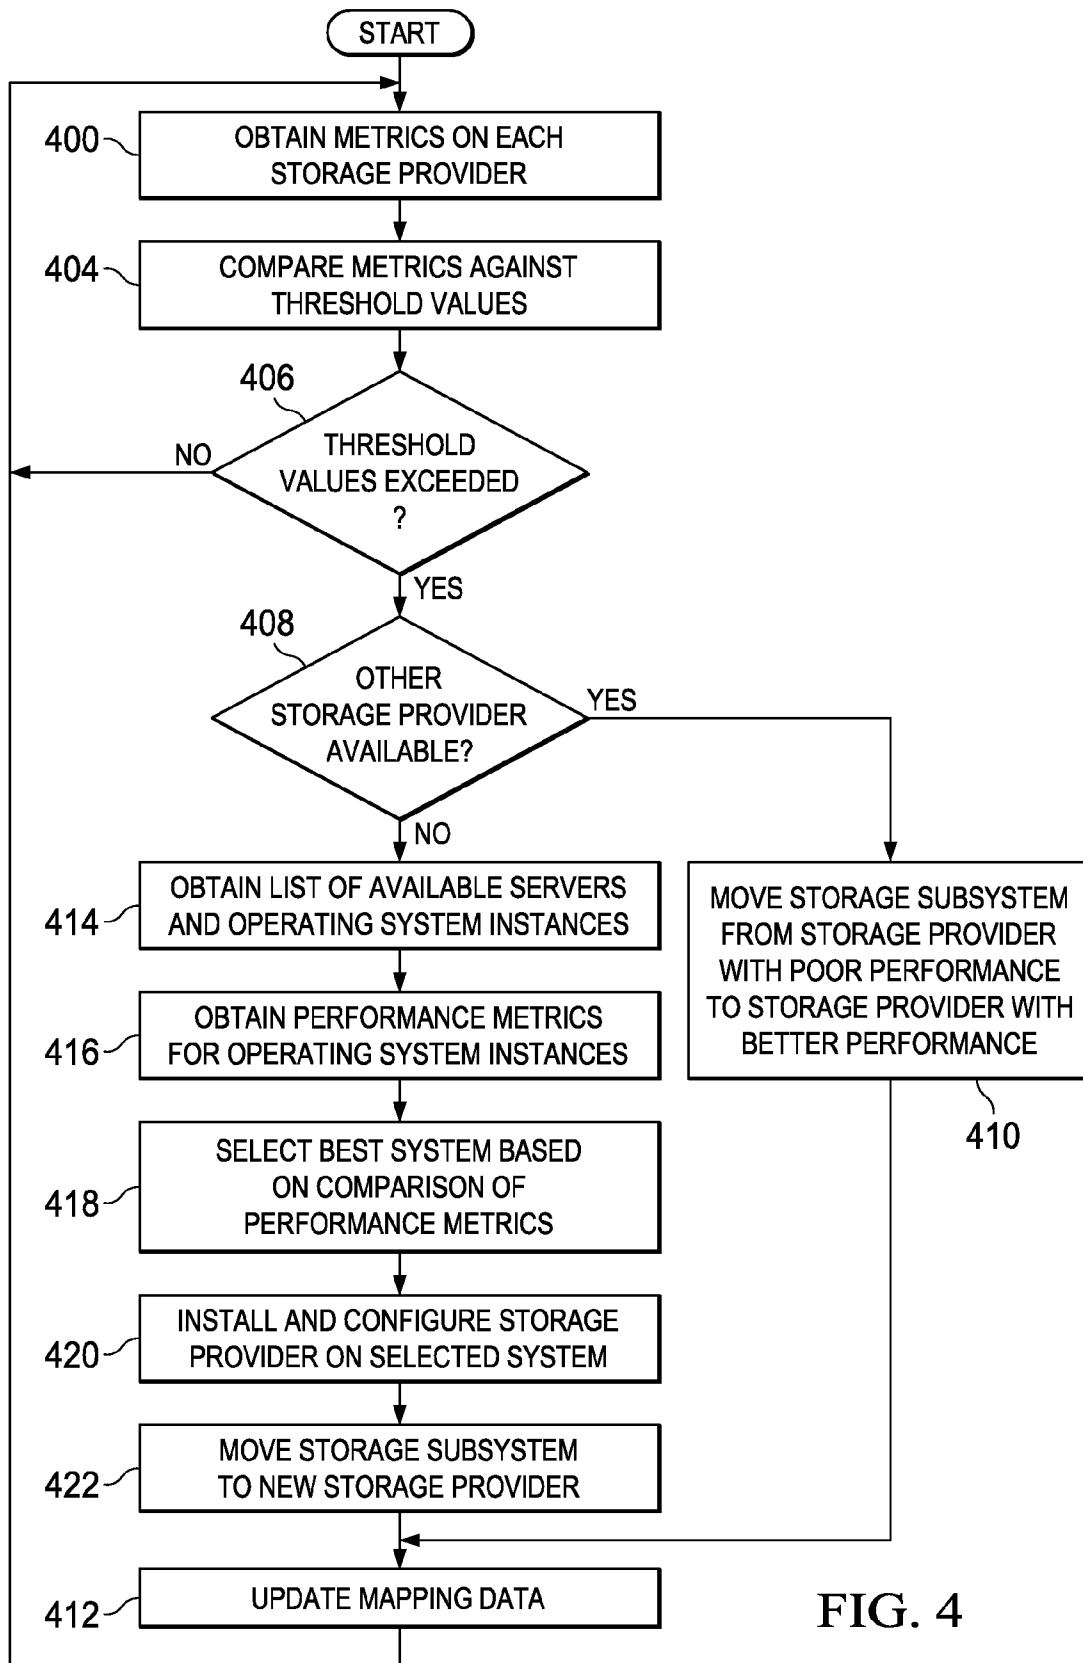 START
400
OBTAIN METRICS ON EACH
STORAGE PROVIDER
404
COMPARE METRICS AGAINST
THRESHOLD VALUES
406
THRESHOLD
VALUES EXCEEDED
?
NO
YES
408
OTHER
STORAGE PROVIDER
AVAILABLE?
YES
NO
414
OBTAIN LIST OF AVAILABLE SERVERS
AND OPERATING SYSTEM INSTANCES
MOVE STORAGE SUBSYSTEM
FROM STORAGE PROVIDER
WITH POOR PERFORMANCE
TO STORAGE PROVIDER WITH
BETTER PERFORMANCE
410
416
OBTAIN PERFORMANCE METRICS
FOR OPERATING SYSTEM INSTANCES
418
SELECT BEST SYSTEM BASED
ON COMPARISON OF
PERFORMANCE METRICS
420
INSTALL AND CONFIGURE STORAGE
PROVIDER ON SELECTED SYSTEM
422
MOVE STORAGE SUBSYSTEM
TO NEW STORAGE PROVIDER
412
UPDATE MAPPING DATA
FIG. 4